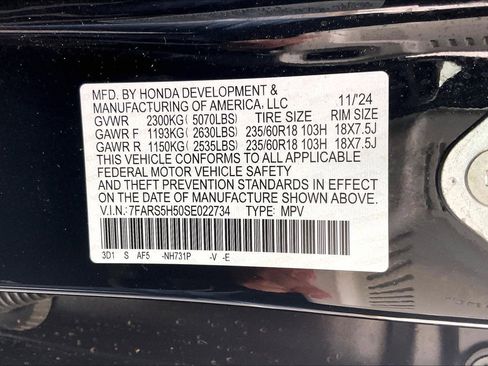 MFD. BY HONDA DEVELOPMENT &
MANUFACTURING OF AMERICA, LLC 11/'24
GVWR 2300KG( 5070LBS) TIRE SIZE RIM SIZE
GAWR F 1193KG( 2630LBS) 235/60R18 103H 18X7.5J
GAWR R 1150KG( 2535LBS) 235/60R18 103H 18X7.5J
THIS VEHICLE CONFORMS TO ALL APPLICABLE
FEDERAL MOTOR VEHICLE SAFETY
AND THEFT PREVENTION STANDARDS IN EFFECT
ON THE DATE OF MANUFACTURE SHOWN ABOVE.
V.I.N.: 7FARS5H50SE022734 TYPE: MPV
3D1 S AF5 -NH731P -V -E